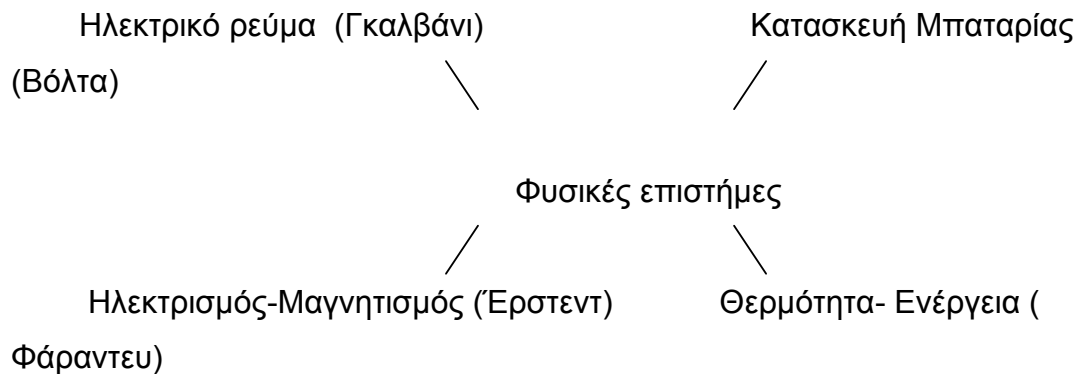 Ηλεκτρικό ρεύμα (Γκαλβάνι) Κατασκευή Μπαταρίας
(Βόλτα)
Φυσικές επιστήμες
Ηλεκτρισμός-Μαγνητισμός (Έρστεντ) Θερμότητα- Ενέργεια (
Φάραντευ)